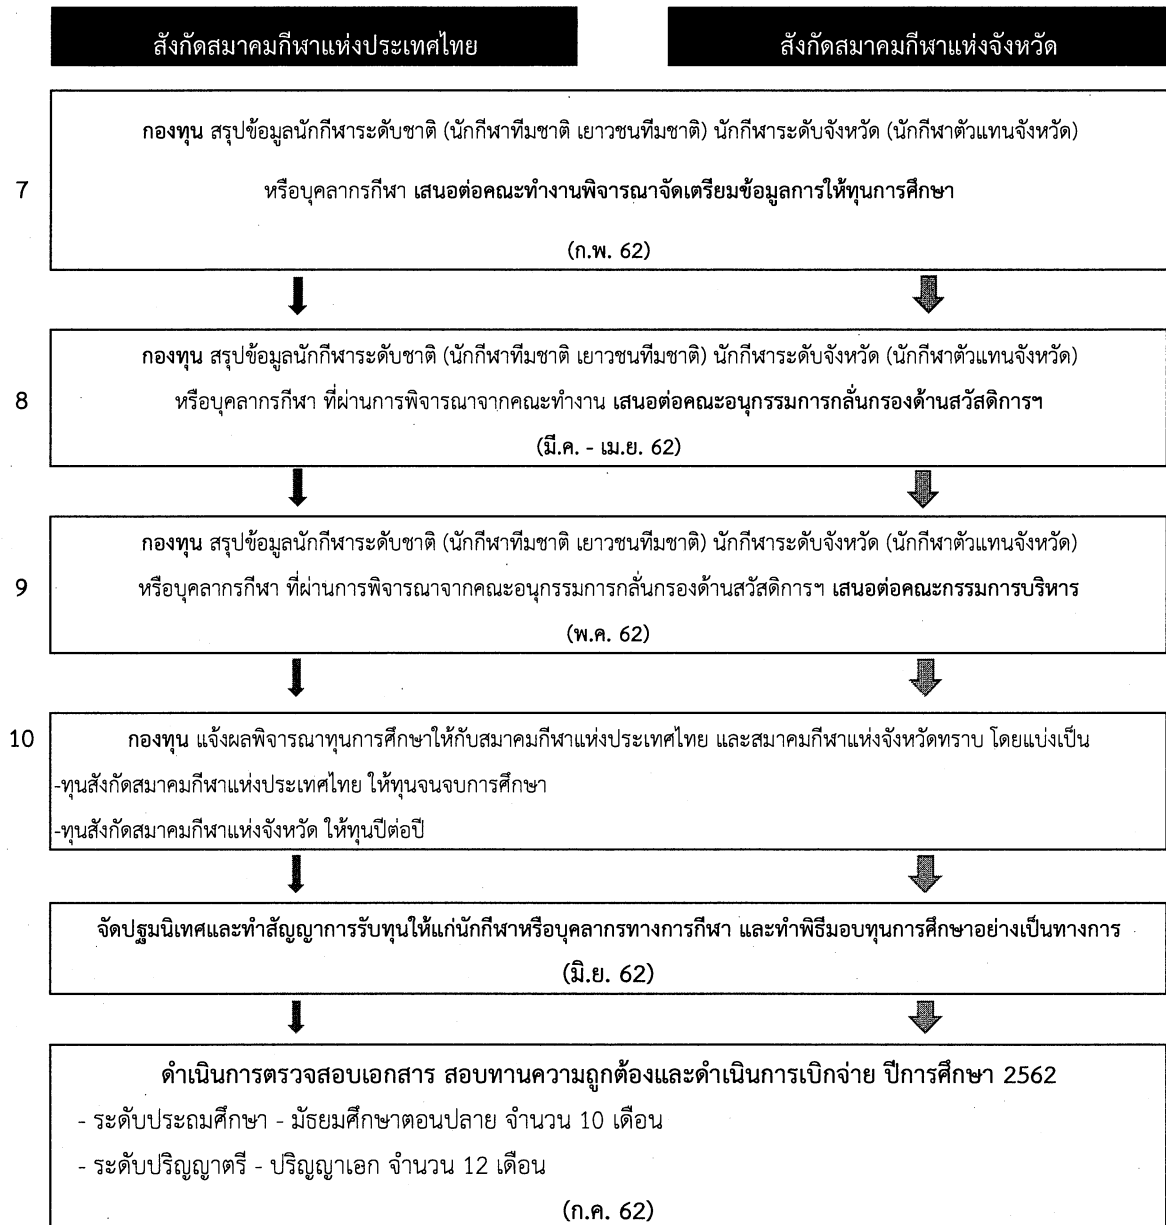 สังกัดสมาคมกีฬาแห่งประเทศไทย
สังกัดสมาคมกีฬาแห่งจังหวัด
กองทุน สรุปข้อมูลนักกีฬาระดับชาติ (นักกีฬาทีมชาติ เยาวชนทีมชาติ) นักกีฬาระดับจังหวัด (นักกีฬาตัวแทนจังหวัด)
7
หรือบุคลากรกีฬา เสนอต่อคณะทำงานพิจารณาจัดเตรียมข้อมูลการให้ทุนการศึกษา
(ก.พ. 62)
กองทุน สรุปข้อมูลนักกีฬาระดับชาติ (นักกีฬาทีมชาติ เยาวชนทีมชาติ) นักกีฬาระดับจังหวัด (นักกีฬาตัวแทนจังหวัด)
8
หรือบุคลากรกีฬา ที่ผ่านการพิจารณาจากคณะทำงาน เสนอต่อคณะอนุกรรมการกลั่นกรองด้านสวัสดิการฯ
(มี.ค. - เม.ย. 62)
กองทุน สรุปข้อมูลนักกีฬาระดับชาติ (นักกีฬาทีมชาติ เยาวชนทีมชาติ) นักกีฬาระดับจังหวัด (นักกีฬาตัวแทนจังหวัด)
9
หรือบุคลากรกีฬา ที่ผ่านการพิจารณาจากคณะอนุกรรมการกลั่นกรองด้านสวัสดิการฯ เสนอต่อคณะกรรมการบริหาร
(พ.ค. 62)
10
กองทุน แจ้งผลพิจารณาทุนการศึกษาให้กับสมาคมกีฬาแห่งประเทศไทย และสมาคมกีฬาแห่งจังหวัดทราบ โดยแบ่งเป็น
-ทุนสังกัดสมาคมกีฬาแห่งประเทศไทย ให้ทุนจนจบการศึกษา
-ทุนสังกัดสมาคมกีฬาแห่งจังหวัด ให้ทุนปีต่อปี
จัดปฐมนิเทศและทำสัญญาการรับทุนให้แก่นักกีฬาหรือบุคลากรทางการกีฬา และทำพิธีมอบทุนการศึกษาอย่างเป็นทางการ
(มิ.ย. 62)
ดำเนินการตรวจสอบเอกสาร สอบทานความถูกต้องและดำเนินการเบิกจ่าย ปีการศึกษา 2562
- ระดับประถมศึกษา - มัธยมศึกษาตอนปลาย จำนวน 10 เดือน
- ระดับปริญญาตรี - ปริญญาเอก จำนวน 12 เดือน
(ก.ค. 62)